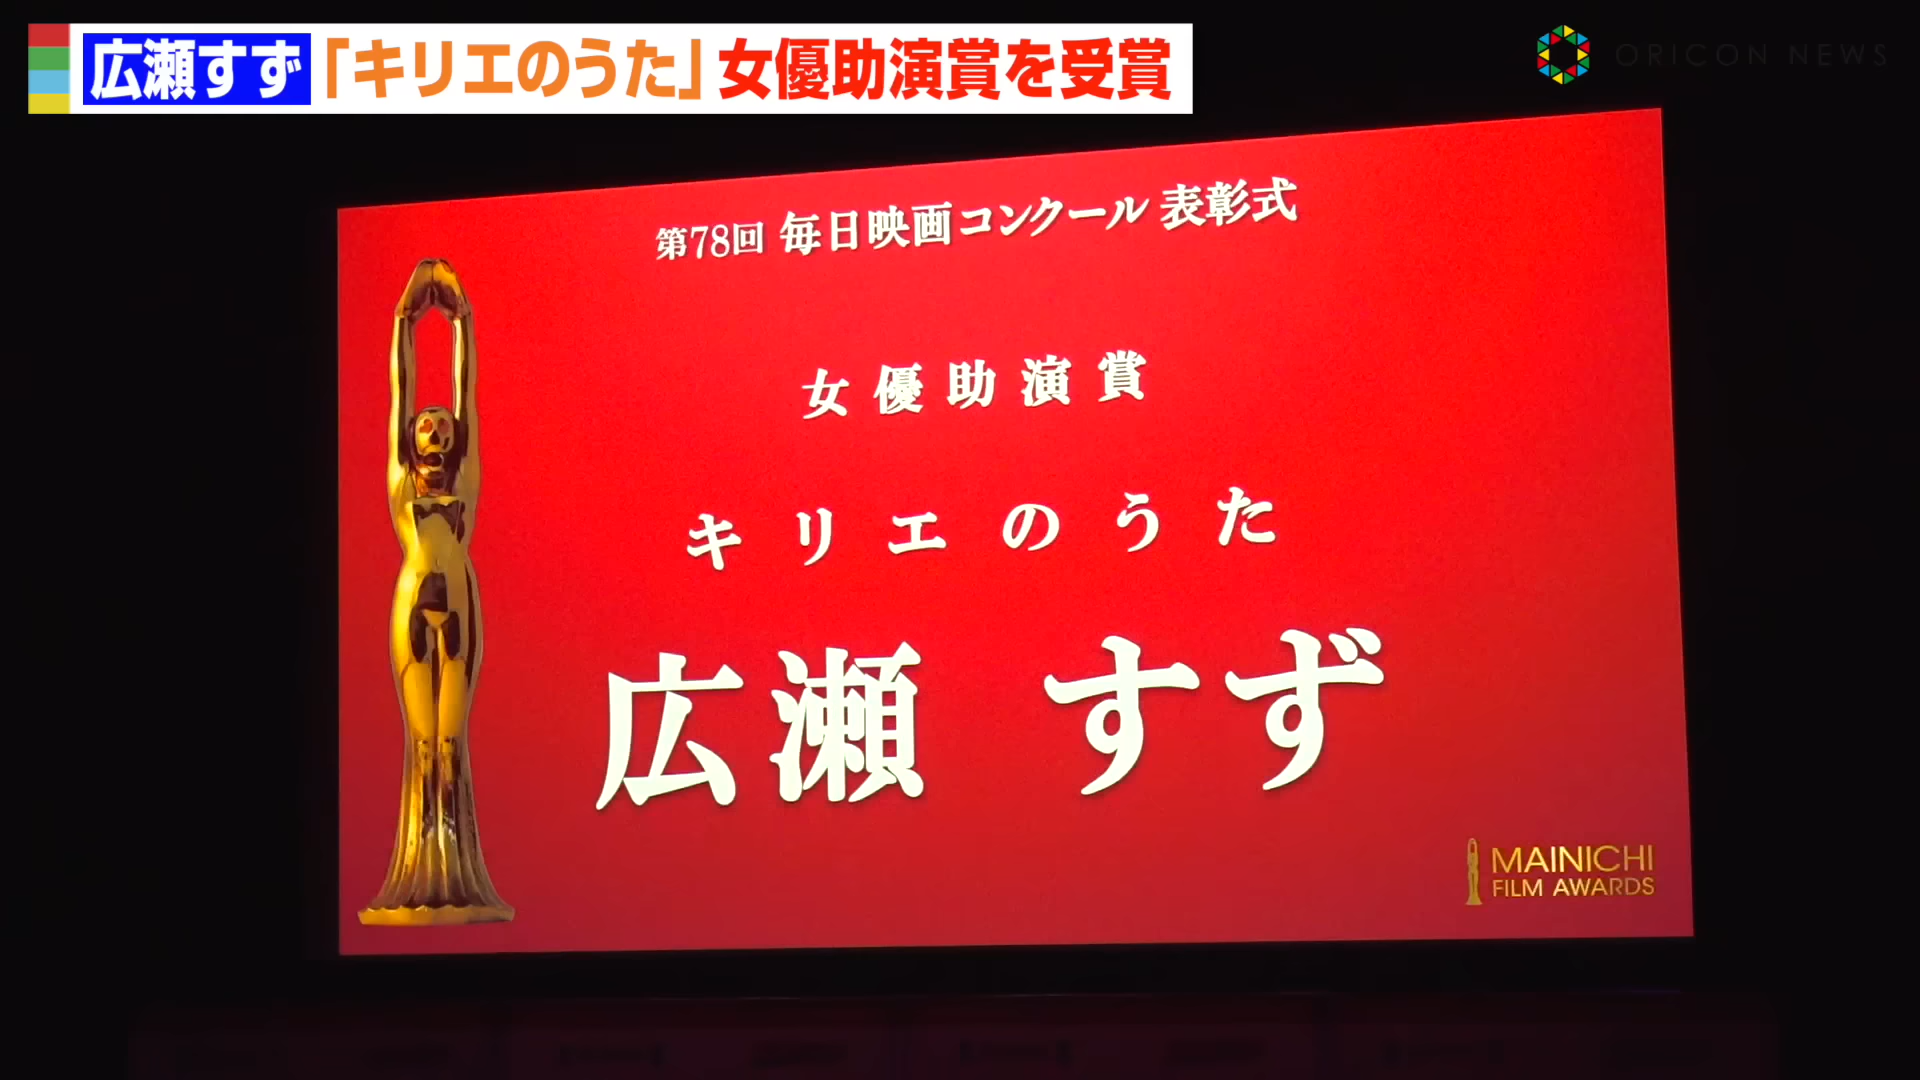 広瀬すず「キリエのうた」女優助演賞を受賞
ORICON NEWS
第78回 毎日映画コンクール 表彰式
女優助演賞
キリエのうた
広瀬 すず
MAINICHI
FILM AWARDS